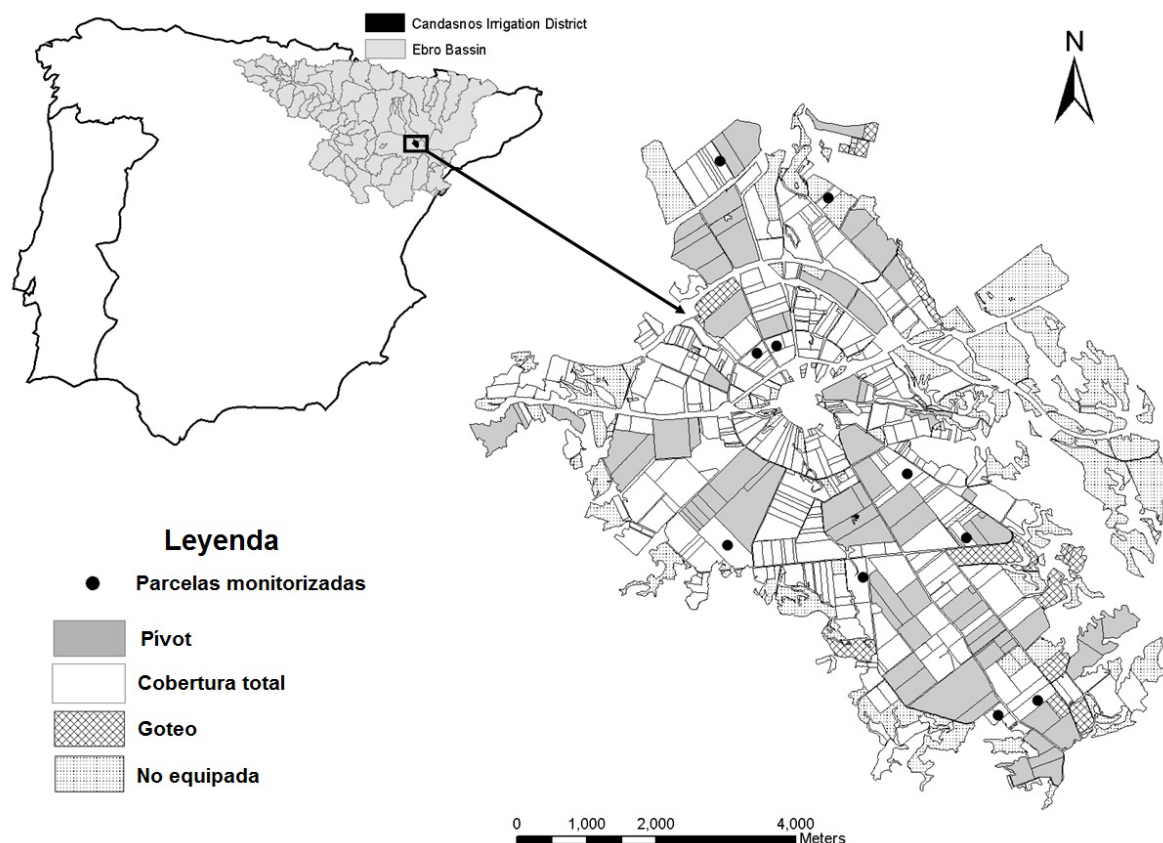 Candasnos Irrigation District
Ebro Bassin
N
Leyenda
Parcelas monitorizadas
Pívot
Cobertura total
Goteo
No equipada
0 1,000 2,000 4,000
Meters